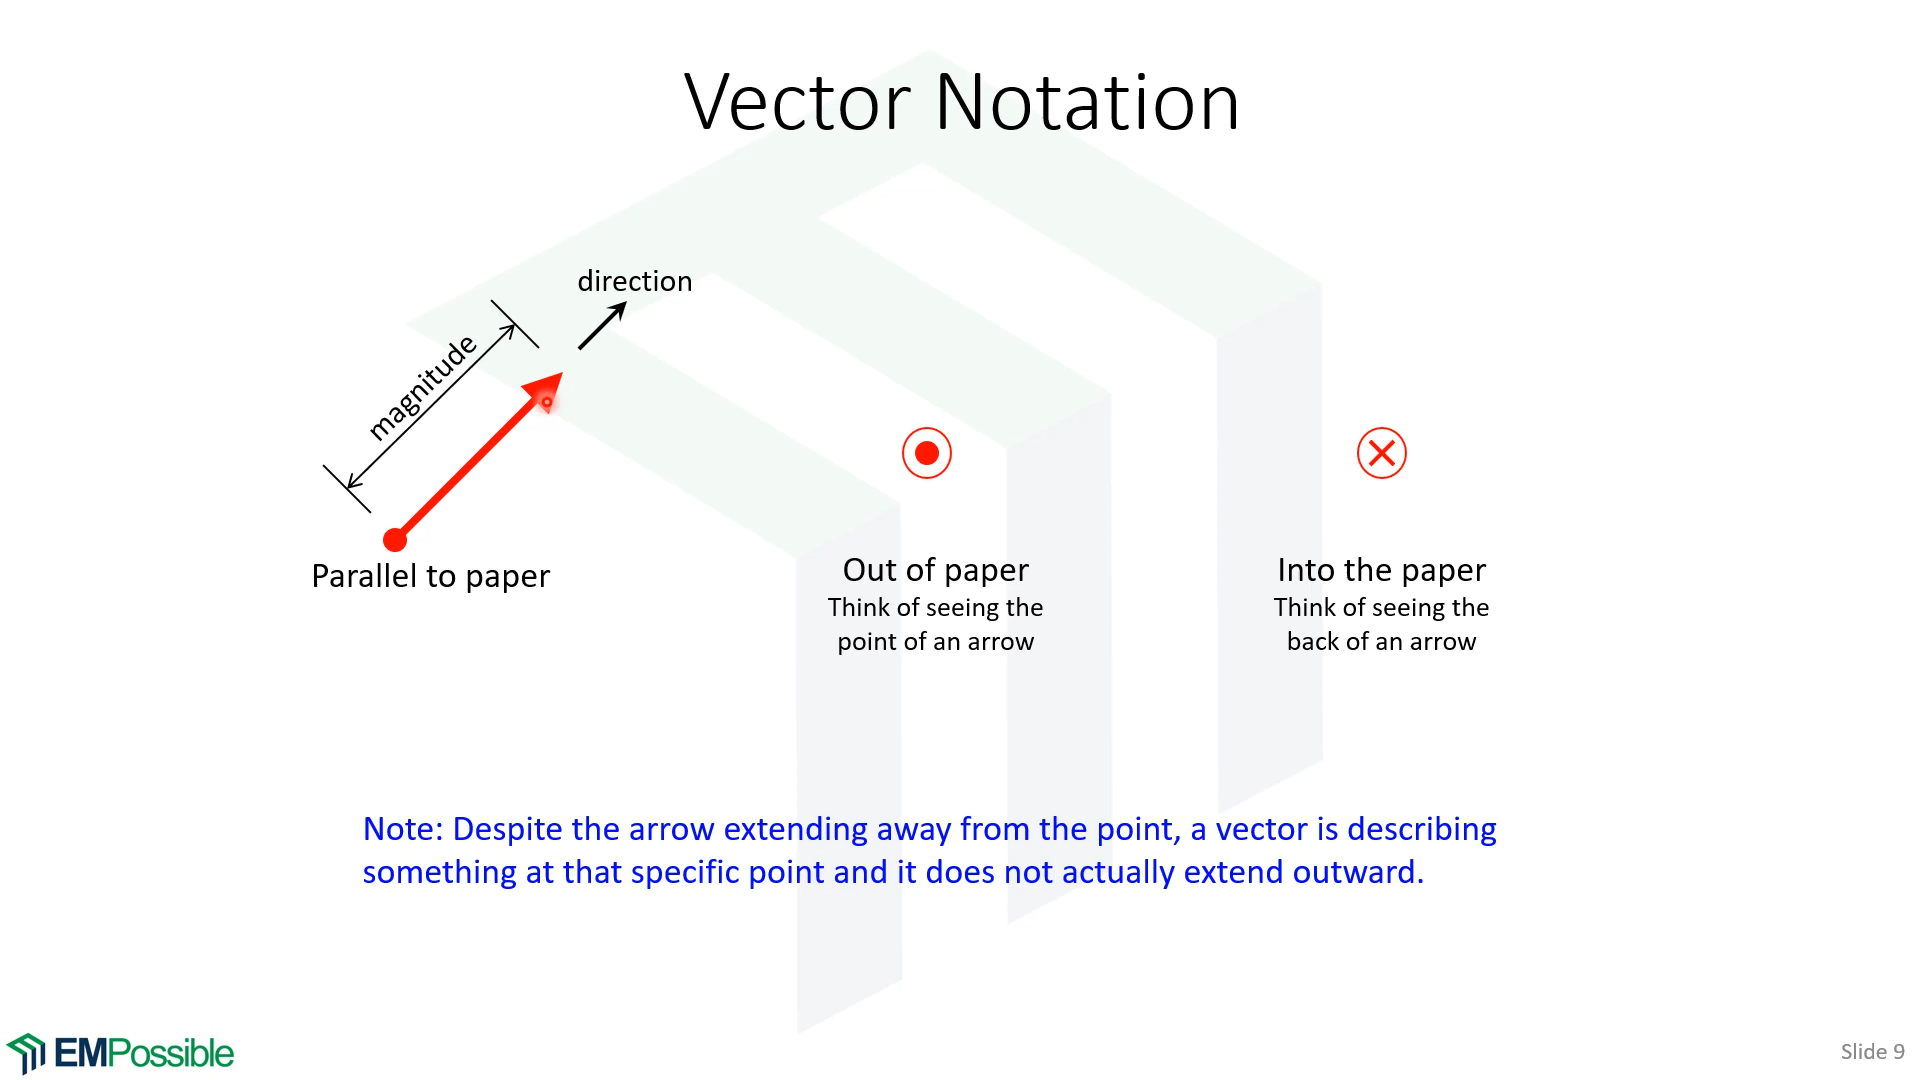 Vector Notation
direction
magnitude
Parallel to paper
Out of paper
Think of seeing the
point of an arrow
Into the paper
Think of seeing the
back of an arrow
Note: Despite the arrow extending away from the point, a vector is describing
something at that specific point and it does not actually extend outward.
EMPossible
Slide 9